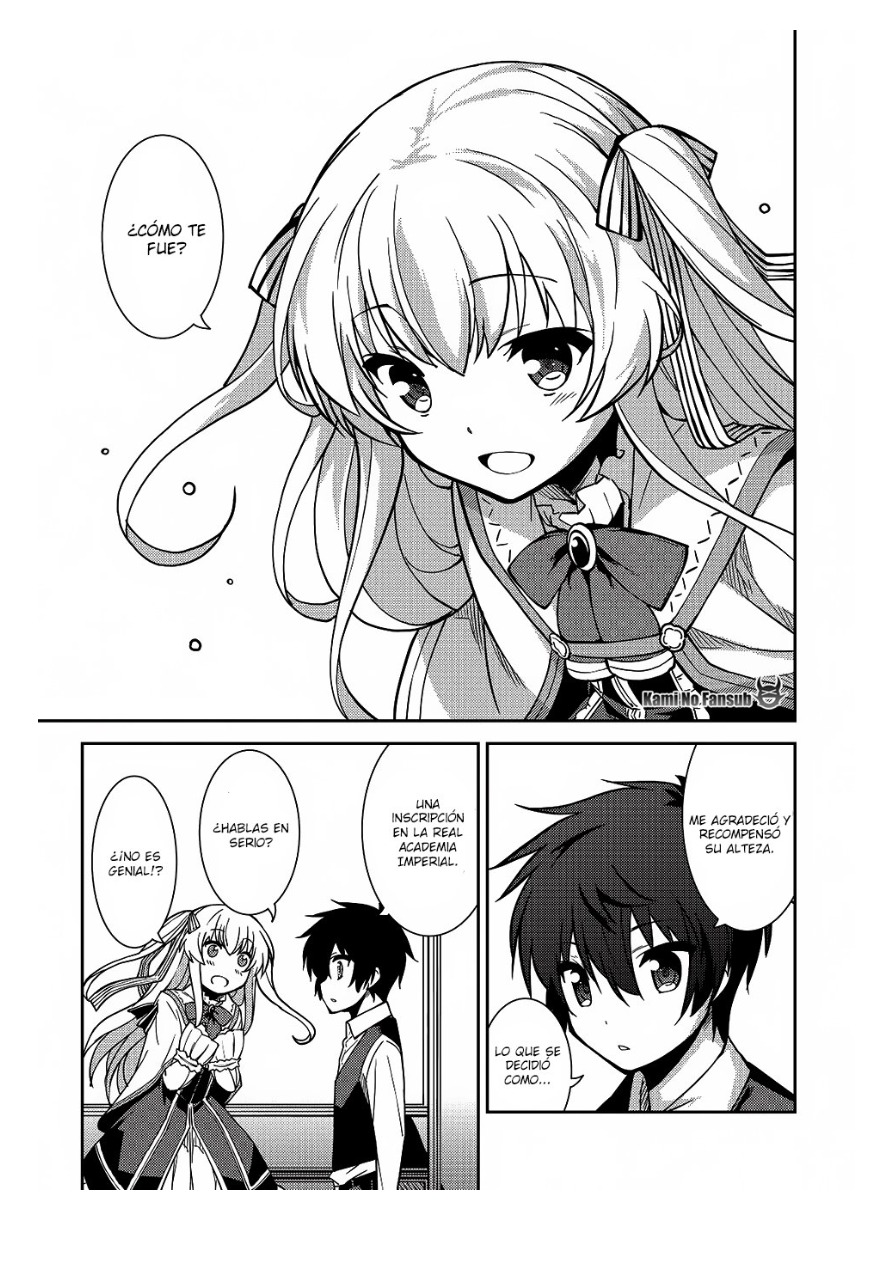 ¿CÓMO TE
FUE?
Kami.No.Fansub
ME AGRADECIÓ Y
RECOMPENSÓ
SU ALTEZA.
LO QUE SE
DECIDIÓ
COMO...
UNA
INSCRIPCIÓN
EN LA REAL
ACADEMIA
IMPERIAL.
¿HABLAS EN
SERIO?
¿¡NO ES
GENIAL!?